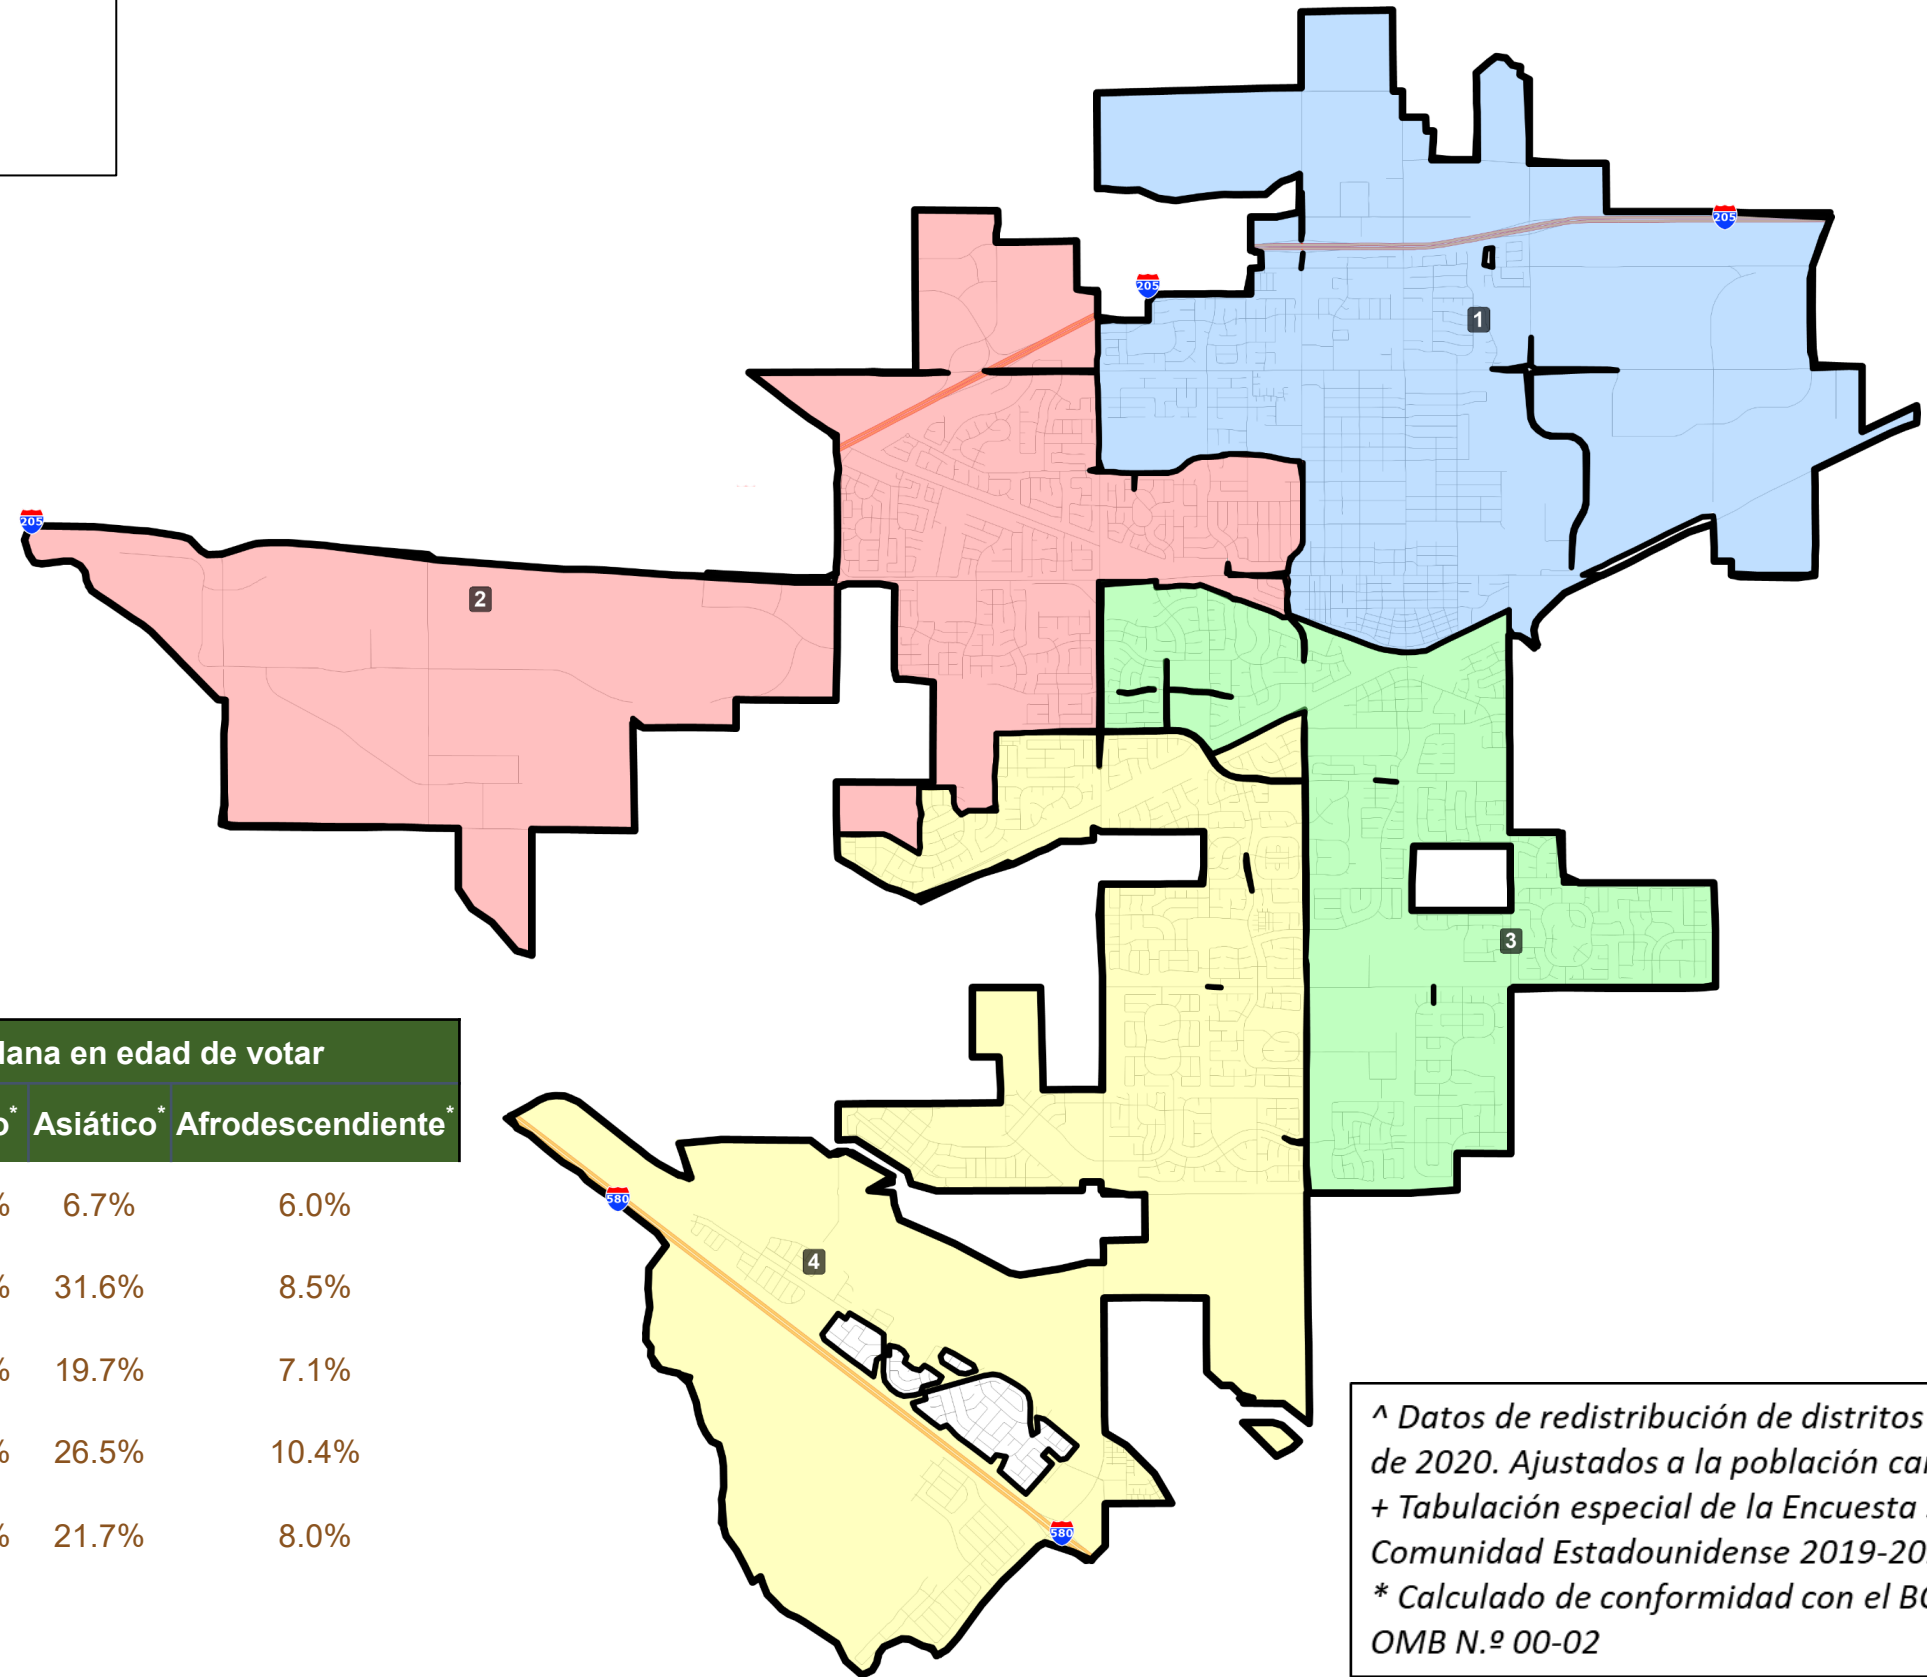 205
205
1
205
2
3
en edad de votar
Asiático* Afrodescendiente*
6.7% 6.0%
580
4
% 31.6% 8.5%
% 19.7% 7.1%
% 26.5% 10.4%
% 21.7% 8.0%
580
^ Datos de redistribución de distritos
de 2020. Ajustados a la población
+ Tabulación especial de la Encuesta
Comunidad Estadounidense 2019-20
* Calculado de conformidad con el
OMB N.º 00-02